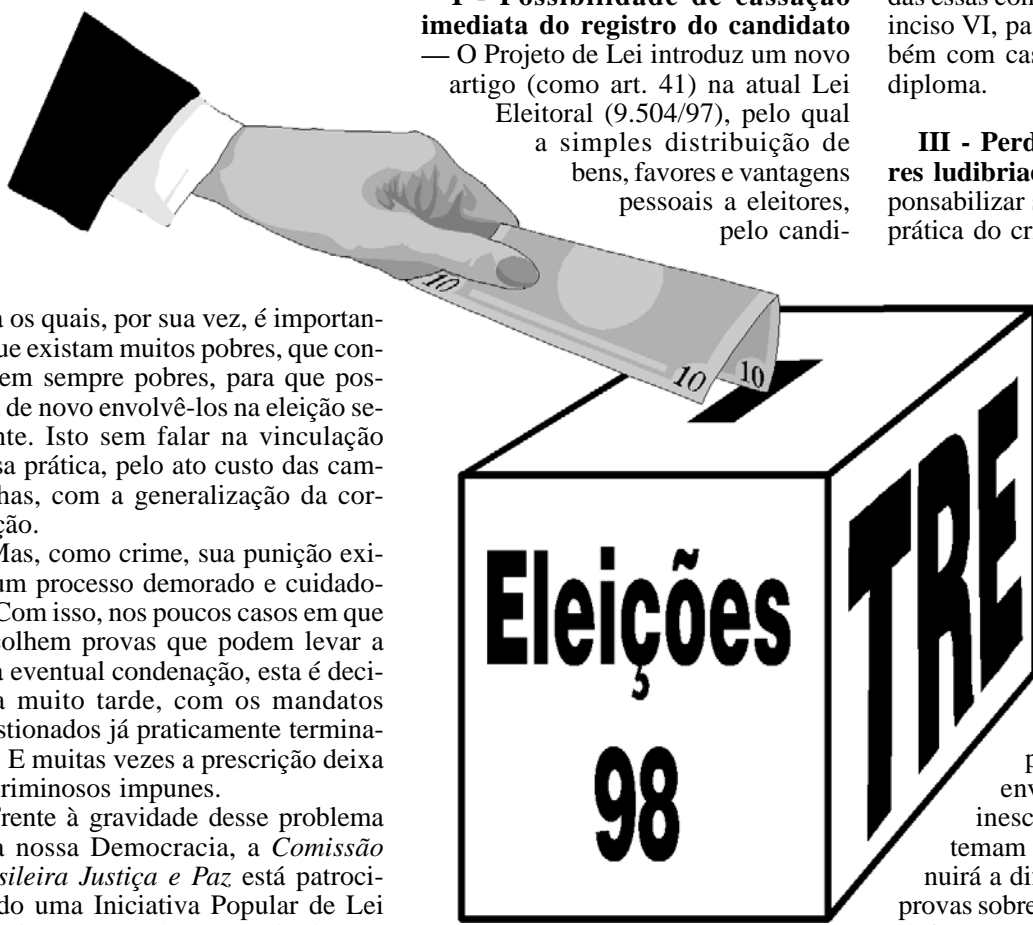 a os quais, por sua vez, é importan-
ue existam muitos pobres, que con-
em sempre pobres, para que pos-
de novo envolvê-los na eleição se-
nte. Isto sem falar na vinculação
sa prática, pelo ato custo das cam-
has, com a generalização da cor-
ção.
Mas, como crime, sua punição exi-
um processo demorado e cuidado-
Com isso, nos poucos casos em que
olhem provas que podem levar a
a eventual condenação, esta é deci-
a muito tarde, com os mandatos
stionados já praticamente termina-
E muitas vezes a prescrição deixa
riminosos impunes.
rente à gravidade desse problema
a nossa Democracia, a Comissão
sileira Justiça e Paz está patroci-
do uma Iniciativa Popular de Lei
I - Possibilidade de cassação
imediata do registro do candidato
— O Projeto de Lei introduz um novo
artigo (como art. 41) na atual Lei
Eleitoral (9.504/97), pelo qual
a simples distribuição de
bens, favores e vantagens
pessoais a eleitores,
pelo candi-
das essas con
inciso VI, pa
bém com cas
diploma.
III - Perd
res ludibriad
ponsabilizar s
prática do cr
10
10
10
Eleições
98
TRE
p
env
inesc
temam
nuirá a di
provas sobre